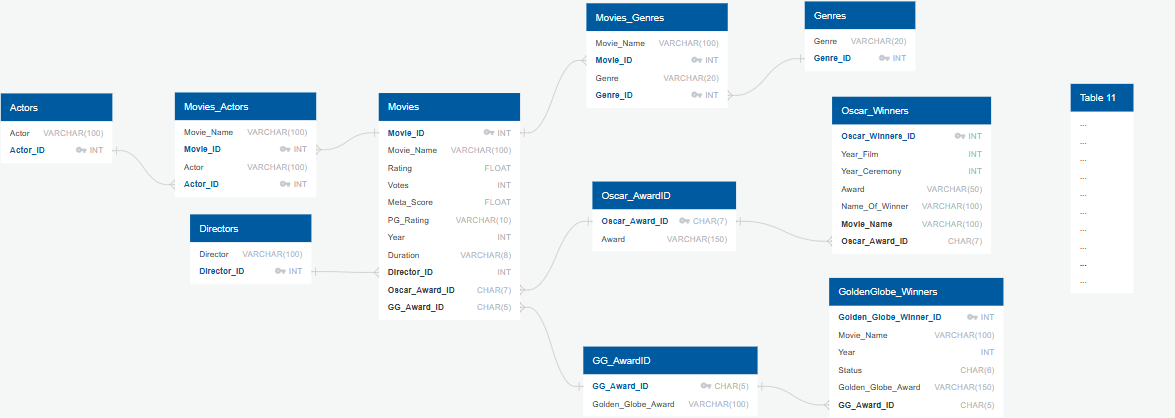 Actors
Actor VARCHAR(100)
Actor_ID INT
Movies_Actors
Movie_Name VARCHAR(100)
Movie_ID INT
Actor VARCHAR(100)
Actor_ID INT
Directors
Director VARCHAR(100)
Director_ID INT
Movies
Movie_ID INT
Movie_Name VARCHAR(100)
Rating FLOAT
Votes INT
Meta_Score FLOAT
PG_Rating VARCHAR(10)
Year INT
Duration VARCHAR(8)
Director_ID INT
Oscar_Award_ID CHAR(7)
GG_Award_ID CHAR(5)
Movies_Genres
Movie_Name VARCHAR(100)
Movie_ID INT
Genre VARCHAR(20)
Genre_ID INT
Genres
Genre VARCHAR(20)
Genre_ID INT
Oscar_AwardID
Oscar_Award_ID CHAR(7)
Award VARCHAR(150)
GG_AwardID
GG_Award_ID CHAR(5)
Golden_Globe_Award VARCHAR(100)
Oscar_Winners
Oscar_Winners_ID INT
Year_Film INT
Year_Ceremony INT
Award VARCHAR(50)
Name_Of_Winner VARCHAR(100)
Movie_Name VARCHAR(100)
Oscar_Award_ID CHAR(7)
GoldenGlobe_Winners
Golden_Globe_Winner_ID INT
Movie_Name VARCHAR(100)
Year INT
Status CHAR(6)
Golden_Globe_Award VARCHAR(150)
GG_Award_ID CHAR(5)
Table 11
...
...
...
...
...
...
...
...
...
...